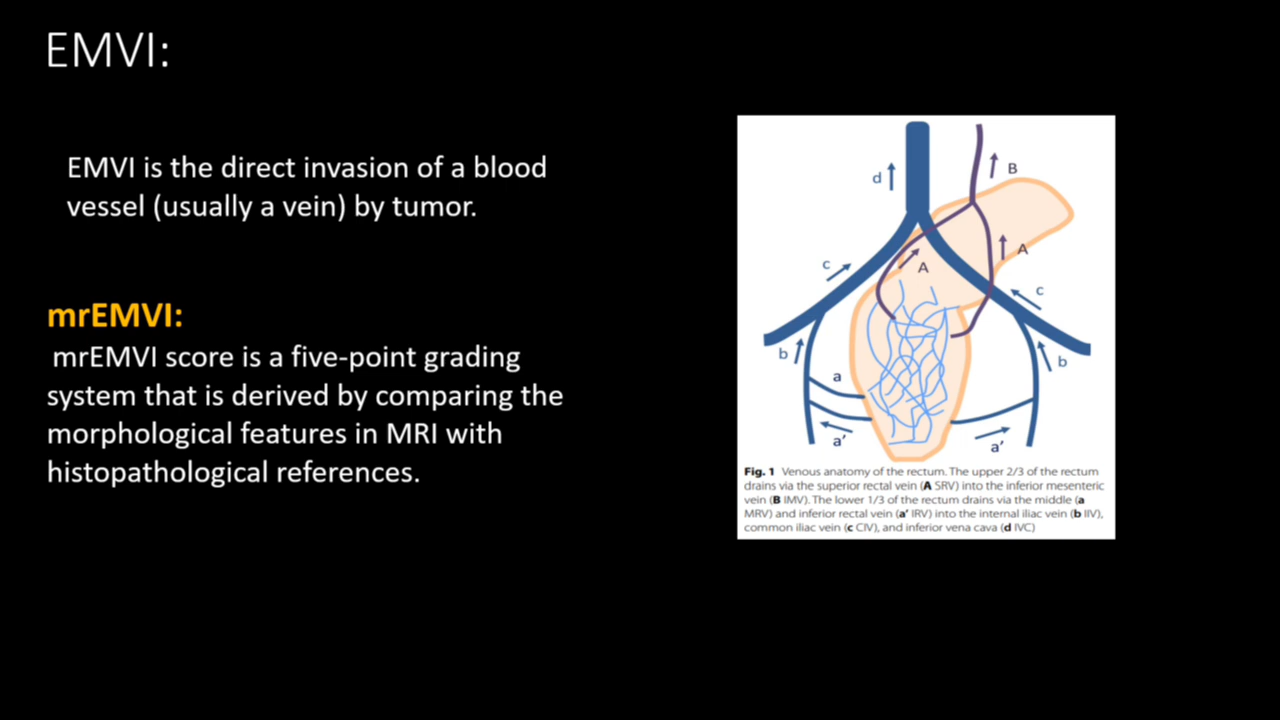 EMVI:
EMVI is the direct invasion of a blood
vessel (usually a vein) by tumor.
mrEMVI:
mrEMVI score is a five-point grading
system that is derived by comparing the
morphological features in MRI with
histopathological references.
d
B
A
A
c
c
b
b
a
a'
a'
Fig. 1 Venous anatomy of the rectum. The upper 2/3 of the rectum
drains via the superior rectal vein (A SRV) into the inferior mesenteric
vein (B IMV). The lower 1/3 of the rectum drains via the middle (a
MRV) and inferior rectal vein (a' IRV) into the internal iliac vein (b IIV),
common iliac vein (c CIV), and inferior vena cava (d IVC)